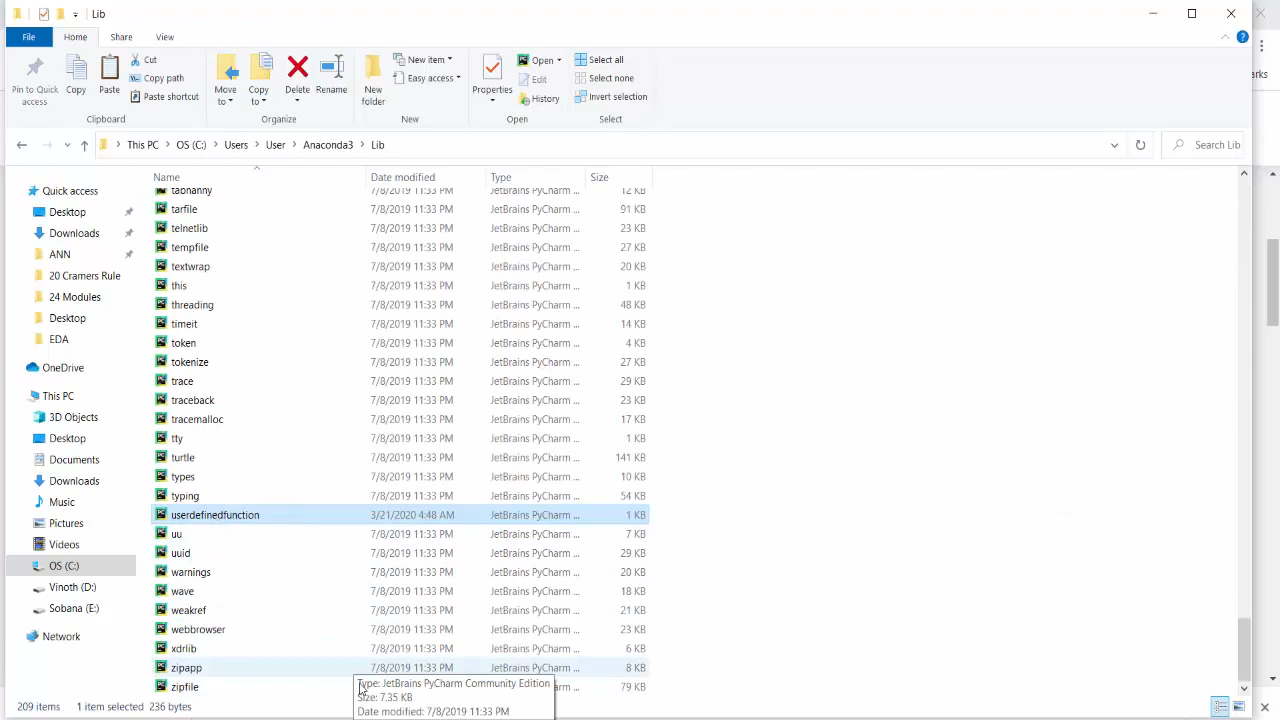 Lib
File Home Share View
Pin to Quick access
Copy
Paste
Cut
Copy path
Paste shortcut
Clipboard
Move to
Copy to
Delete
Rename
Organize
New folder
New item
Easy access
New
Properties
Open
Edit
History
Open
Select all
Select none
Invert selection
Select
arks
This PC > OS (C:) > Users > User > Anaconda3 > Lib
Search Lib
Quick access
Desktop
Downloads
ANN
20 Cramers Rule
24 Modules
Desktop
EDA
OneDrive
This PC
3D Objects
Desktop
Documents
Downloads
Music
Pictures
Videos
OS (C:)
Vinoth (D:)
Sobana (E:)
Network
Name Date modified Type Size
tabnanny 7/8/2019 11:33 PM JetBrains PyCharm ... 12 KB
tarfile 7/8/2019 11:33 PM JetBrains PyCharm ... 91 KB
telnetlib 7/8/2019 11:33 PM JetBrains PyCharm ... 23 KB
tempfile 7/8/2019 11:33 PM JetBrains PyCharm ... 27 KB
textwrap 7/8/2019 11:33 PM JetBrains PyCharm ... 20 KB
this 7/8/2019 11:33 PM JetBrains PyCharm ... 1 KB
threading 7/8/2019 11:33 PM JetBrains PyCharm ... 48 KB
timeit 7/8/2019 11:33 PM JetBrains PyCharm ... 14 KB
token 7/8/2019 11:33 PM JetBrains PyCharm ... 4 KB
tokenize 7/8/2019 11:33 PM JetBrains PyCharm ... 27 KB
trace 7/8/2019 11:33 PM JetBrains PyCharm ... 29 KB
traceback 7/8/2019 11:33 PM JetBrains PyCharm ... 23 KB
tracemalloc 7/8/2019 11:33 PM JetBrains PyCharm ... 17 KB
tty 7/8/2019 11:33 PM JetBrains PyCharm ... 1 KB
turtle 7/8/2019 11:33 PM JetBrains PyCharm ... 141 KB
types 7/8/2019 11:33 PM JetBrains PyCharm ... 10 KB
typing 7/8/2019 11:33 PM JetBrains PyCharm ... 54 KB
userdefinedfunction 3/21/2020 4:48 AM JetBrains PyCharm ... 1 KB
uu 7/8/2019 11:33 PM JetBrains PyCharm ... 7 KB
uuid 7/8/2019 11:33 PM JetBrains PyCharm ... 29 KB
warnings 7/8/2019 11:33 PM JetBrains PyCharm ... 20 KB
wave 7/8/2019 11:33 PM JetBrains PyCharm ... 18 KB
weakref 7/8/2019 11:33 PM JetBrains PyCharm ... 21 KB
webbrowser 7/8/2019 11:33 PM JetBrains PyCharm ... 23 KB
xdrlib 7/8/2019 11:33 PM JetBrains PyCharm ... 6 KB
zipapp 7/8/2019 11:33 PM JetBrains PyCharm ... 8 KB
zipfile 79 KB
Type: JetBrains PyCharm Community Edition
Size: 7.35 KB
Date modified: 7/8/2019 11:33 PM
209 items 1 item selected 236 bytes